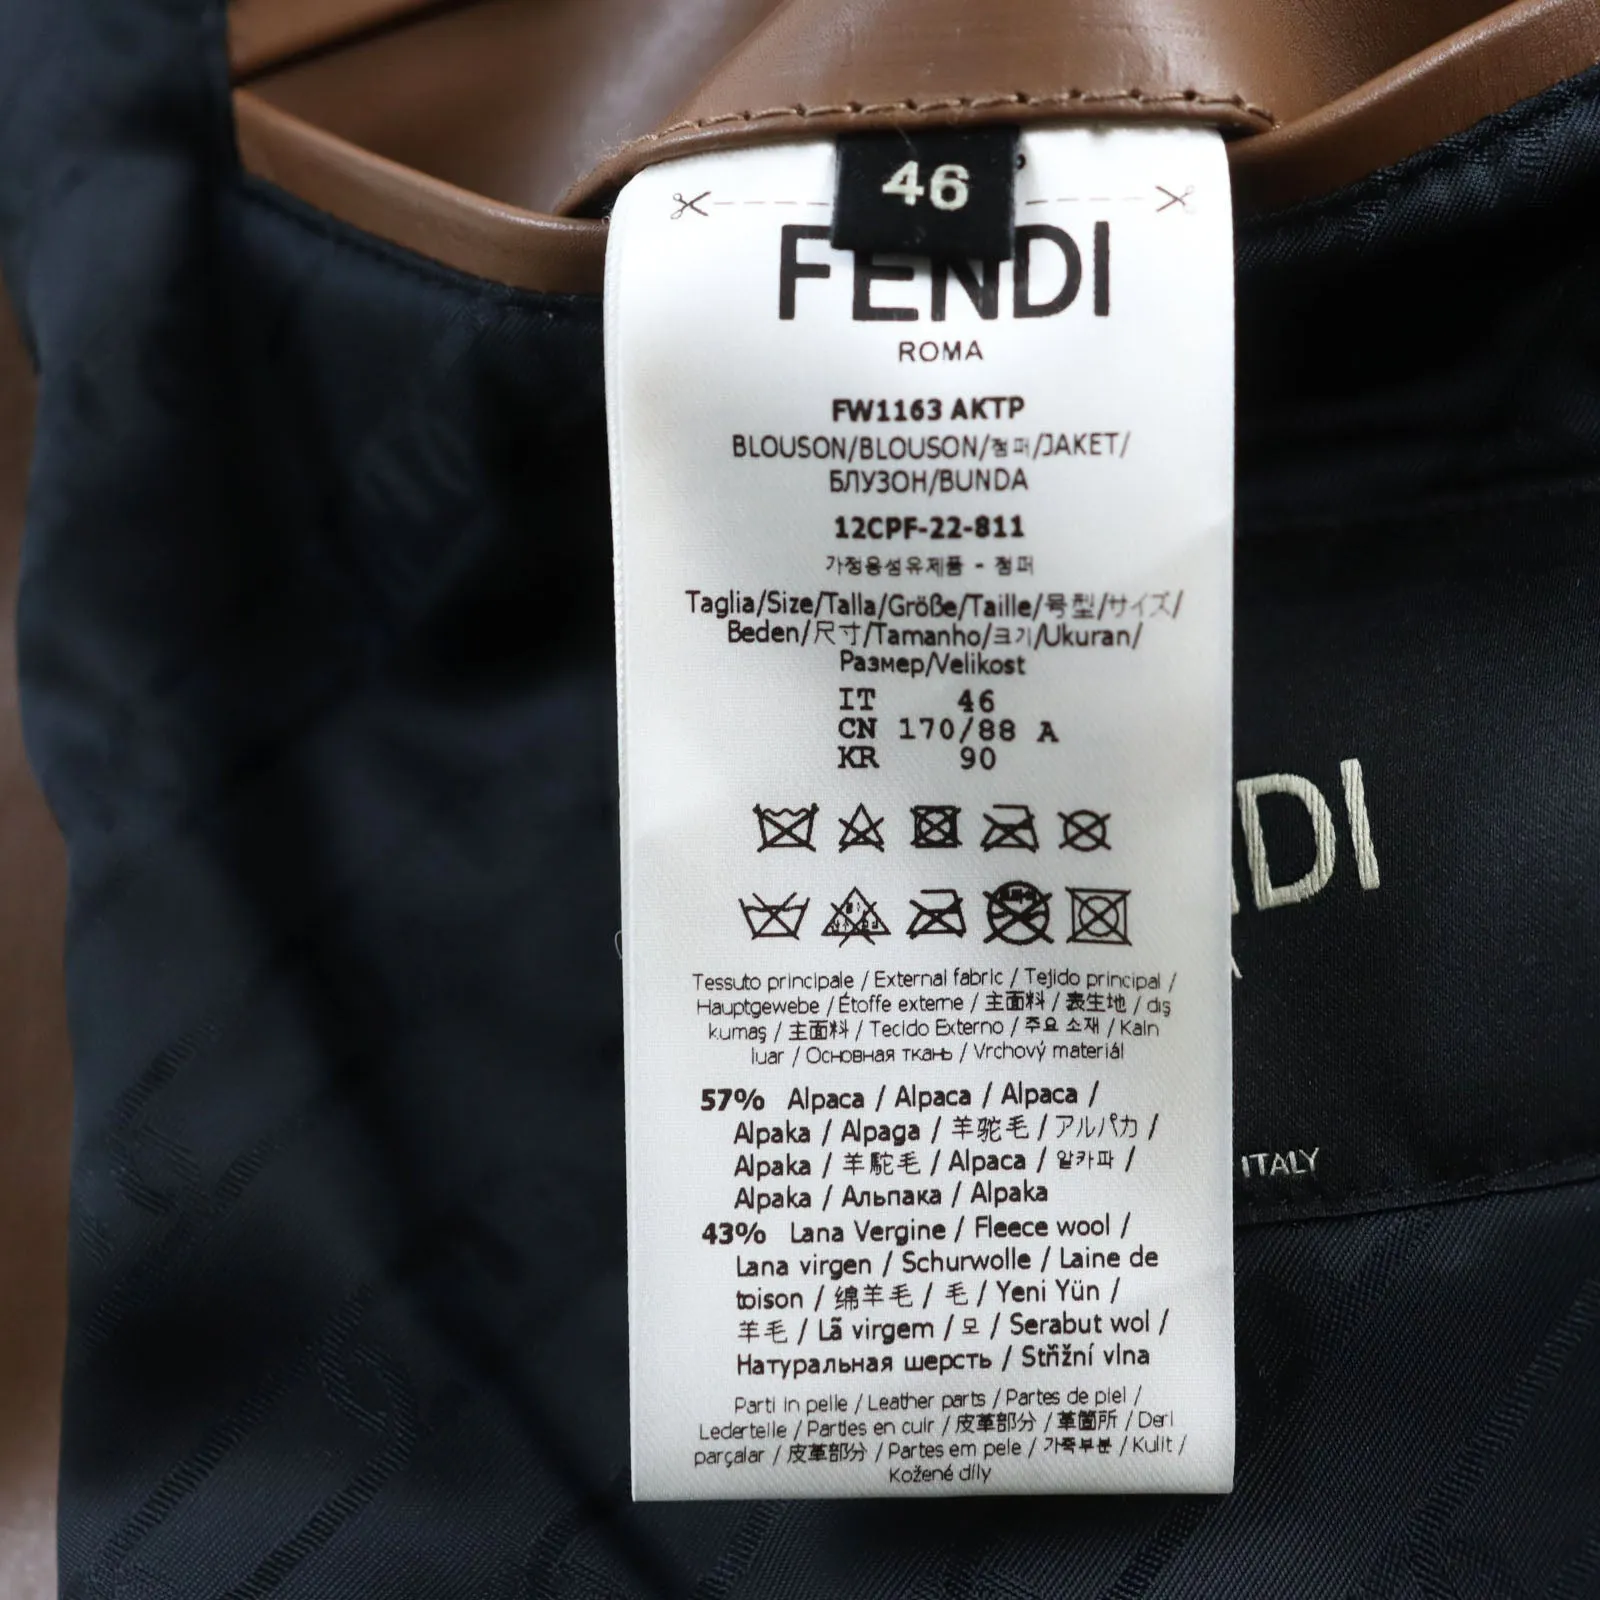 46
FENDI
ROMA
FW1163 AKTP
BLOUSON/BLOUSON/점퍼/JAKET/
БЛУЗОН/BUNDA
12CPF-22-811
가정용섬유제품 - 점퍼
Taglia/Size/Talla/Größe/Taille/号型/サイズ/
Beden/尺寸/Tamanho/크기/Ukuran/
Размер/Velikost
IT 46
CN 170/88 A
KR 90
Tessuto principale / External fabric / Tejido principal /
Hauptgewebe / Étoffe externe / 主面料 / 表生地 / dış
kumaş / 主面料 / Tecido Externo / 주요 소재 / Kain
luar / Основная ткань / Vrchový materiál
57% Alpaca / Alpaca / Alpaca /
Alpaka / Alpaga / 羊驼毛 / アルパカ /
Alpaka / 羊駝毛 / Alpaca / 알카파 /
Alpaka / Альпака / Alpaka
43% Lana Vergine / Fleece wool /
Lana virgen / Schurwolle / Laine de
toison / 绵羊毛 / 毛 / Yeni Yün /
羊毛 / Lã virgem / 모 / Serabut wol /
Натуральная шерсть / Střižní vlna
Parti in pelle / Leather parts / Partes de piel /
Lederteile / Parties en cuir / 皮革部分 / 革箇所 / Deri
parçalar / 皮革部分 / Partes em pele / 가죽부분 / Kulit /
Kožené díly
DI
ITALY